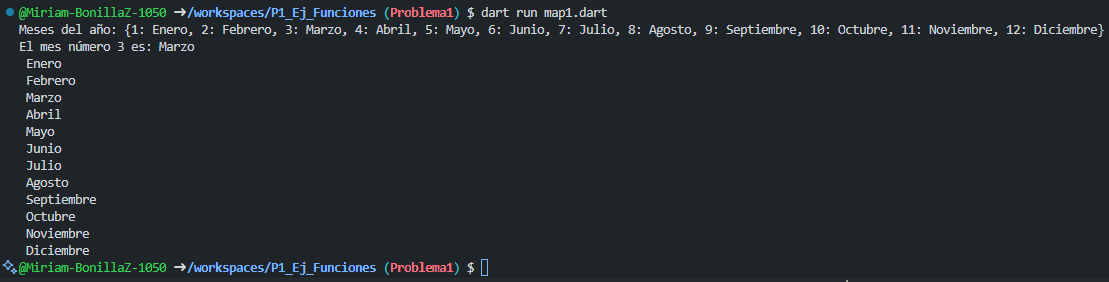 @Miriam-BonillaZ-1050 ➜/workspaces/P1_Ej_Funciones (Problema1) $ dart run map1.dart
Meses del año: {1: Enero, 2: Febrero, 3: Marzo, 4: Abril, 5: Mayo, 6: Junio, 7: Julio, 8: Agosto, 9: Septiembre, 10: Octubre, 11: Noviembre, 12: Diciembre}
El mes número 3 es: Marzo
Enero
Febrero
Marzo
Abril
Mayo
Junio
Julio
Agosto
Septiembre
Octubre
Noviembre
Diciembre
@Miriam-BonillaZ-1050 ➜/workspaces/P1_Ej_Funciones (Problema1) $